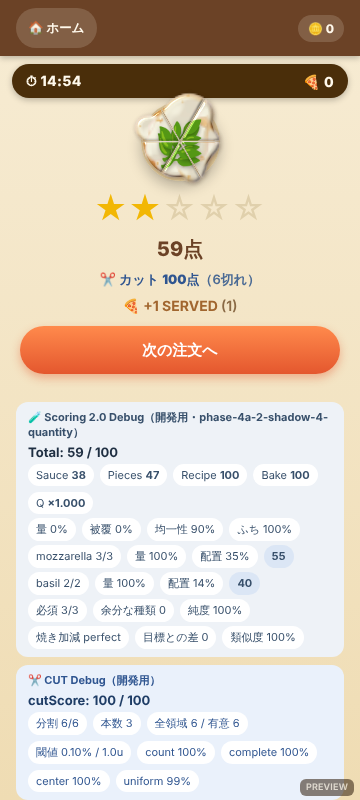 🏠 ホーム
🪙 0
⏱ 14:54
🍕 0
★★☆☆☆
59点
✂️ カット 100点（6切れ）
🍕 +1 SERVED (1)
次の注文へ
🧪 Scoring 2.0 Debug（開発用・phase-4a-2-shadow-4-
quantity）
Total: 59 / 100
Sauce 38 Pieces 47 Recipe 100 Bake 100
Q ×1.000
量 0% 被覆 0% 均一性 90% ふち 100%
mozzarella 3/3 量 100% 配置 35% 55
basil 2/2 量 100% 配置 14% 40
必須 3/3 余分な種類 0 純度 100%
焼き加減 perfect 目標との差 0 類似度 100%
✂️ CUT Debug（開発用）
cutScore: 100 / 100
分割 6/6 本数 3 全領域 6 / 有意 6
閾値 0.10% / 1.0u count 100% complete 100%
center 100% uniform 99%
PREVIEW